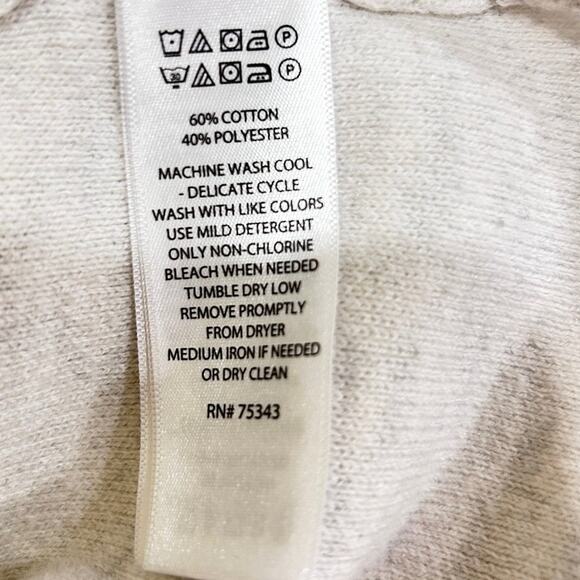 P
30 P
60% COTTON
40% POLYESTER
MACHINE WASH COOL
- DELICATE CYCLE
WASH WITH LIKE COLORS
USE MILD DETERGENT
ONLY NON-CHLORINE
BLEACH WHEN NEEDED
TUMBLE DRY LOW
REMOVE PROMPTLY
FROM DRYER
MEDIUM IRON IF NEEDED
OR DRY CLEAN
RN# 75343